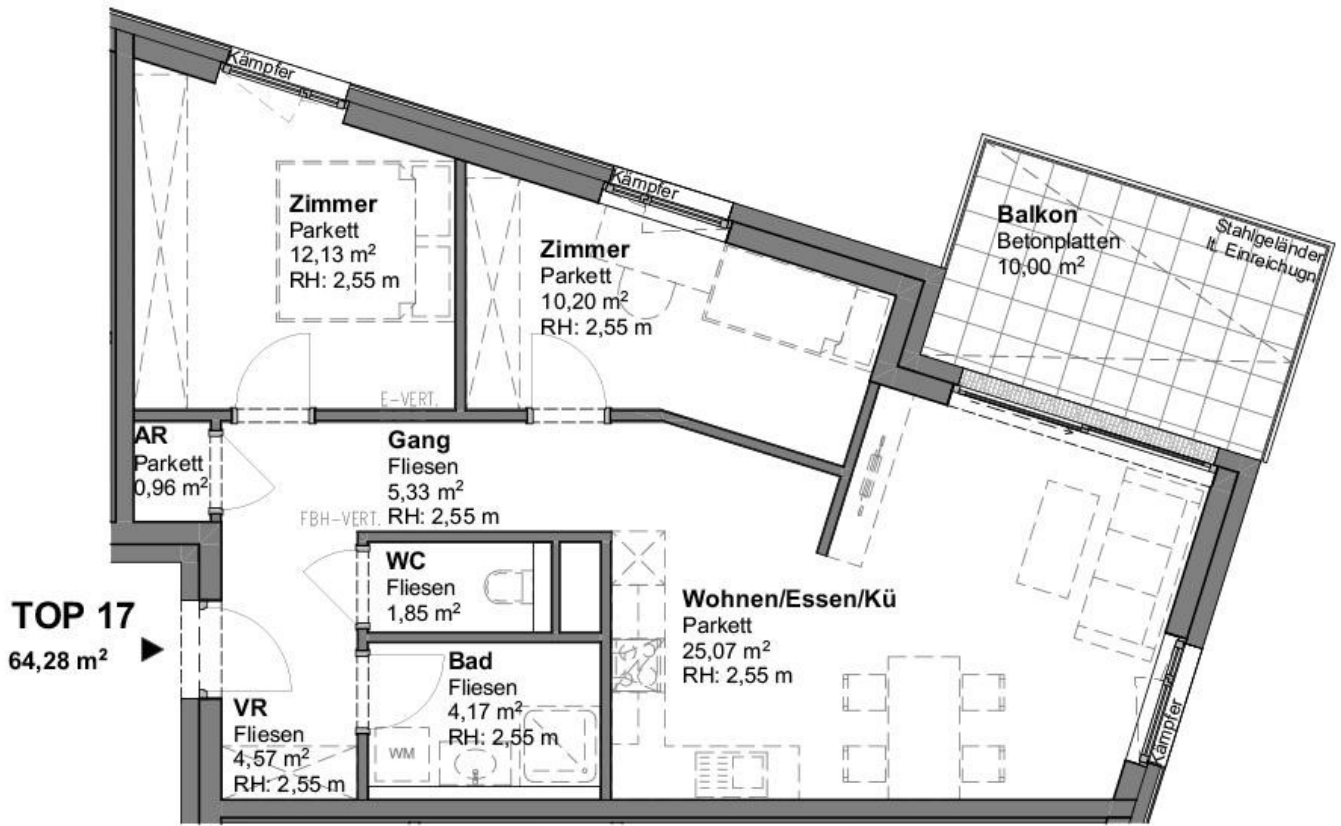 Kämpfer
Zimmer
Parkett
12,13 m²
RH: 2,55 m
Kämpfer
Zimmer
Parkett
10,20 m²
RH: 2,55 m
Balkon
Betonplatten
10,00 m²
Stahlgeländer
lt. Einreichugn
E-VERT.
AR
Parkett
0,96 m²
Gang
Fliesen
5,33 m²
RH: 2,55 m
FBH-VERT.
WC
Fliesen
1,85 m²
TOP 17
64,28 m²
Wohnen/Essen/Kü
Parkett
25,07 m²
RH: 2,55 m
Bad
Fliesen
4,17 m²
RH: 2,55 m
WM
VR
Fliesen
4,57 m²
RH: 2,55 m
Kämpfer